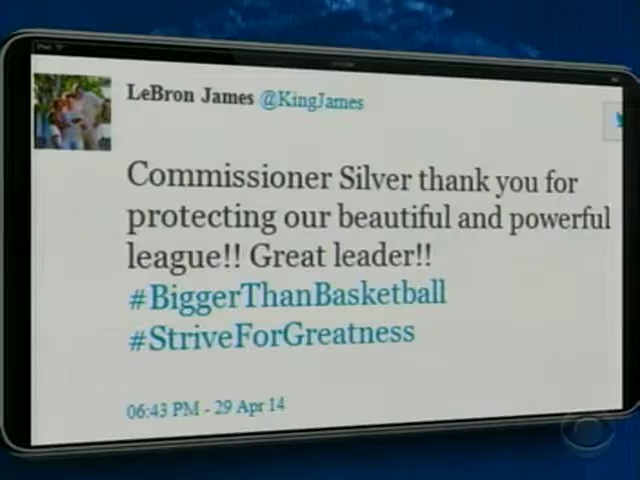 LeBron James @KingJames
Commissioner Silver thank you for
protecting our beautiful and powerful
league!! Great leader!!
#BiggerThanBasketball
#StriveForGreatness
06:43 PM - 29 Apr 14